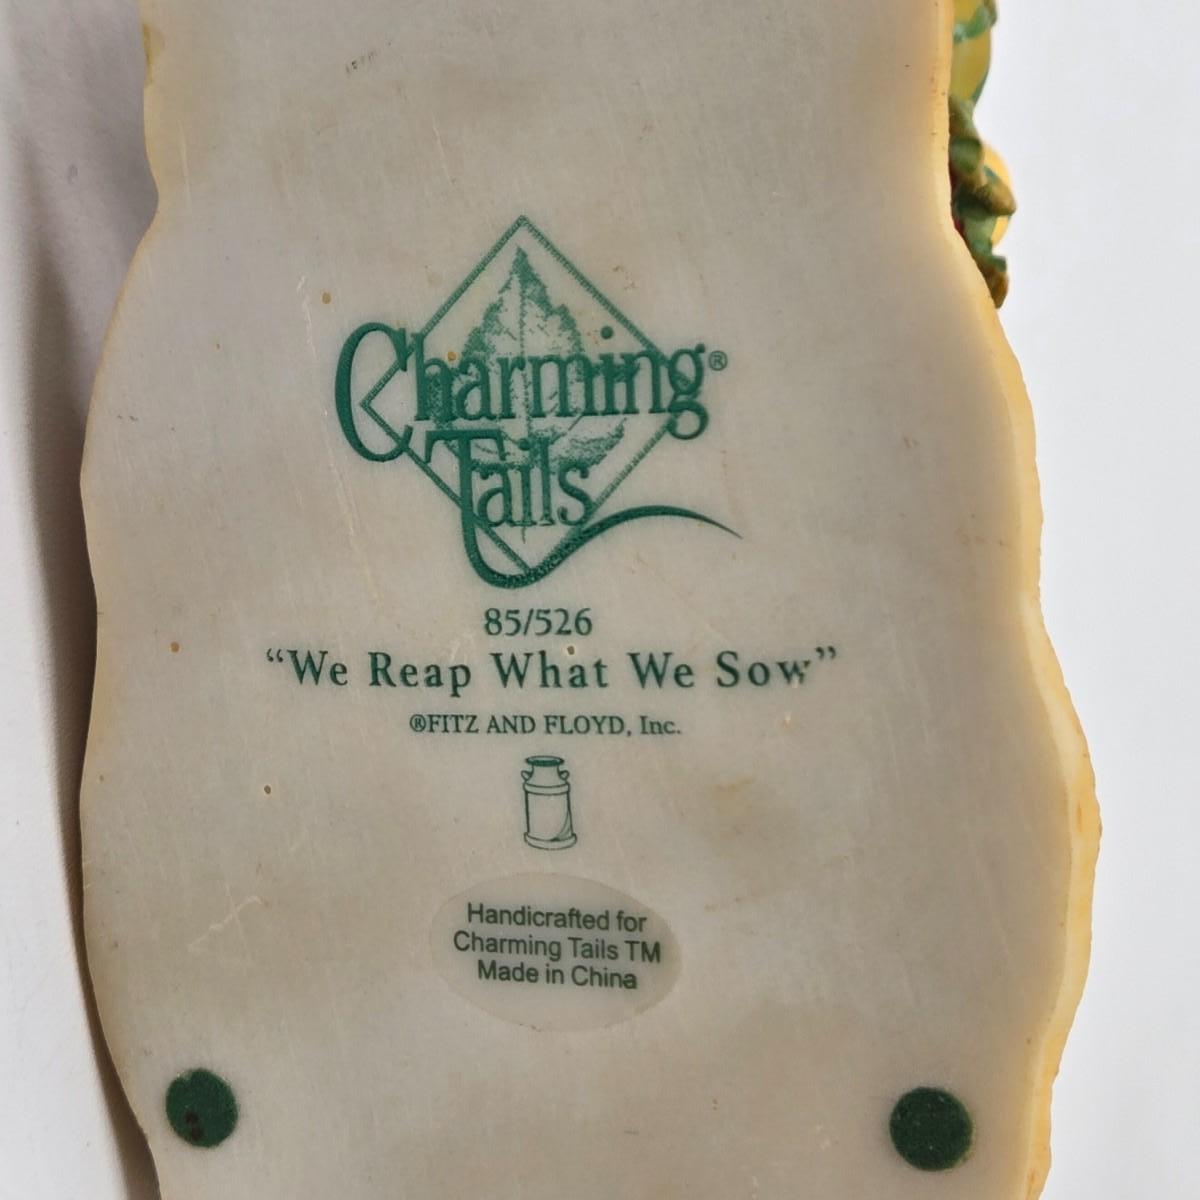 Charming®
Tails
85/526
“We Reap What We Sow”
®FITZ AND FLOYD, Inc.
Handicrafted for
Charming Tails TM
Made in China